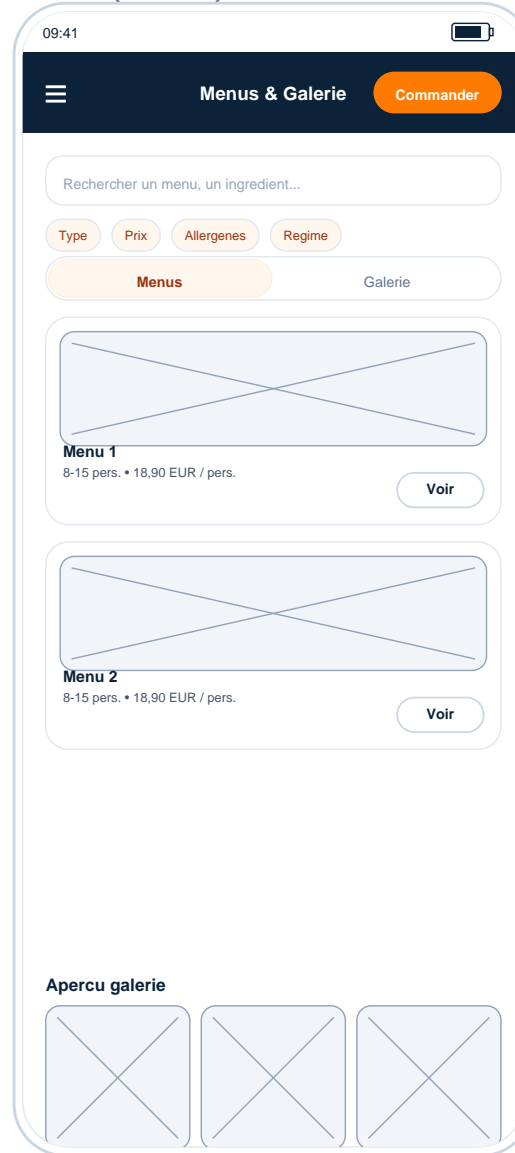 09:41
Menus & Galerie
Commander
Rechercher un menu, un ingredient...
Type Prix Allergenes Regime
Menus Galerie
Menu 1
8-15 pers. • 18,90 EUR / pers.
Voir
Menu 2
8-15 pers. • 18,90 EUR / pers.
Voir
Apercu galerie